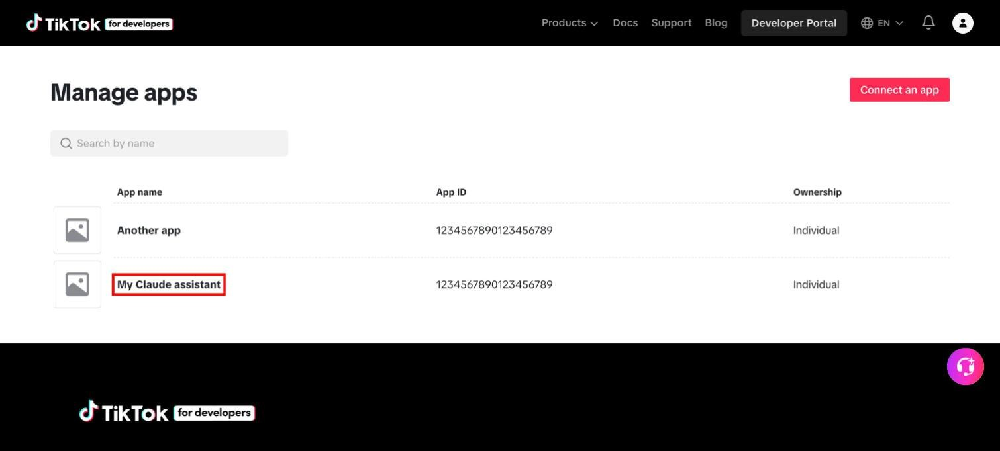 TikTok for developers
Products Docs Support Blog Developer Portal EN
Manage apps
Connect an app
Search by name
App name App ID Ownership
Another app 1234567890123456789 Individual
My Claude assistant 1234567890123456789 Individual
TikTok for developers